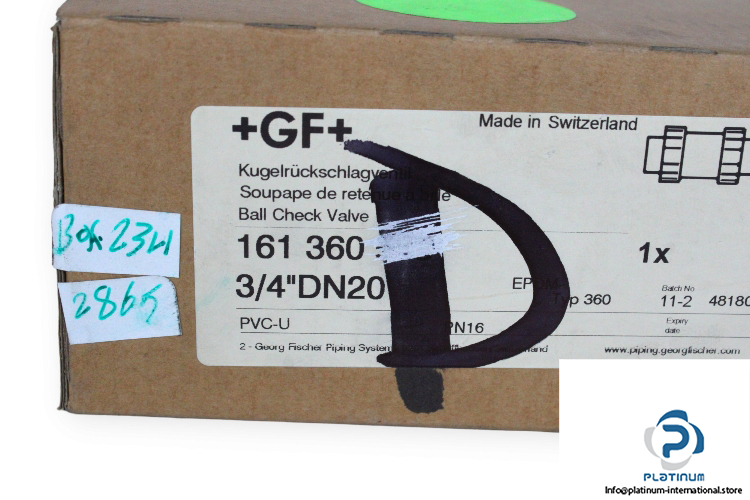 +GF+
Made in Switzerland
Kugelrückschlagventil
Soupape de retenue à
Ball Check Valve
161 360
1x
3/4"DN20
Typ 360
Batch No
11-2 48180
PVC-U
PN16
Expiry
date
2 - Georg Fischer Piping System
www.piping.georgfischer.com
D
Box 2341
2865
P
PLATINUM
Info@platinum-international.store